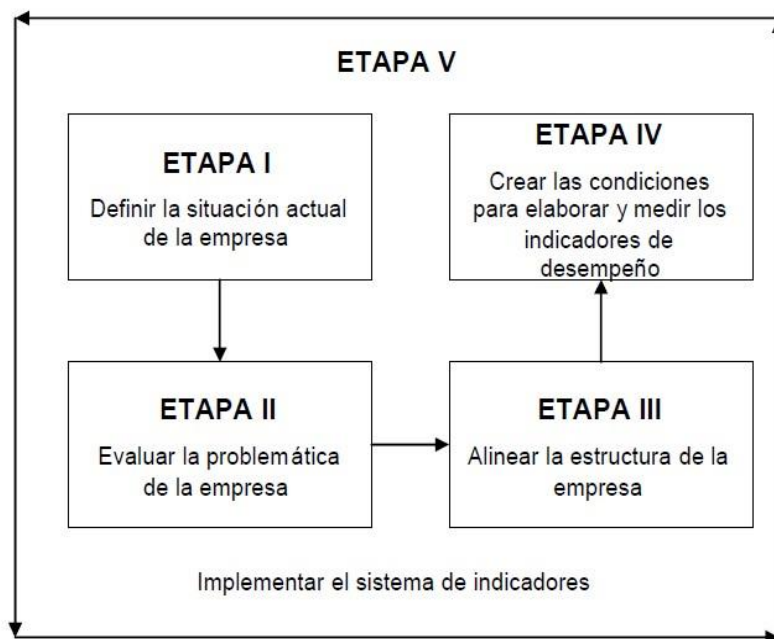 ETAPA V
ETAPA I
Definir la situación actual
de la empresa
ETAPA IV
Crear las condiciones
para elaborar y medir los
indicadores de
desempeño
ETAPA II
Evaluar la problemática
de la empresa
ETAPA III
Alinear la estructura de la
empresa
Implementar el sistema de indicadores